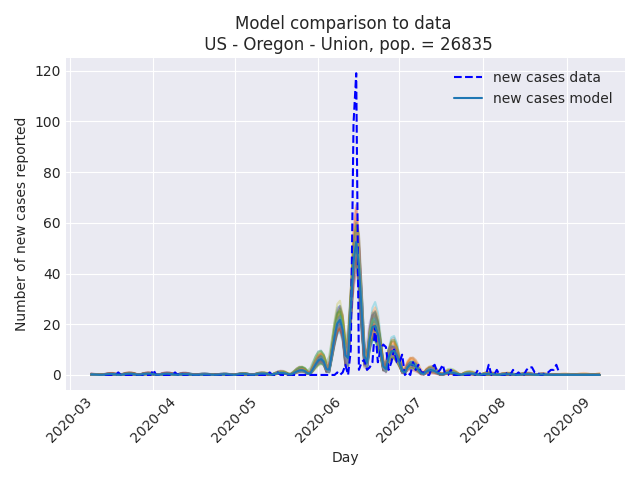 Model comparison to data
US - Oregon - Union, pop. = 26835
new cases data
new cases model
Number of new cases reported
120
100
80
60
40
20
0
2020-03
2020-04
2020-05
2020-06
2020-07
2020-08
2020-09
Day